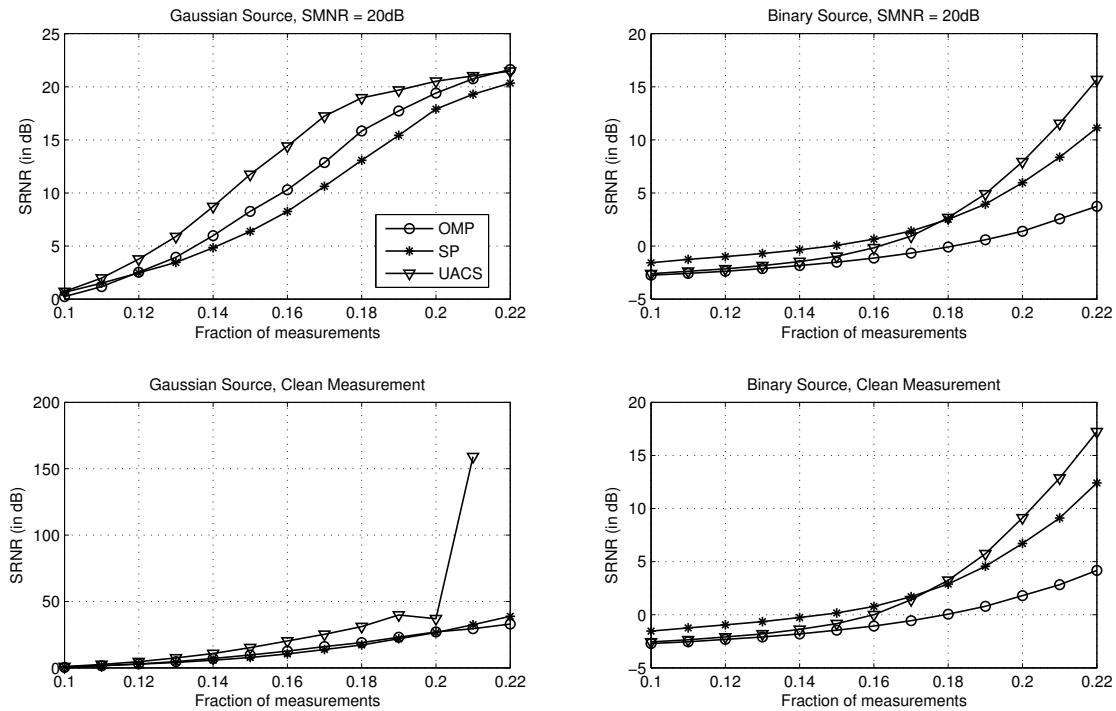 Gaussian Source, SMNR = 20dB
25
20
15
10
5
0
SRNR (in dB)
0.1 0.12 0.14 0.16 0.18 0.2 0.22
Fraction of measurements
OMP
SP
UACS
Binary Source, SMNR = 20dB
20
15
10
5
0
−5
SRNR (in dB)
0.1 0.12 0.14 0.16 0.18 0.2 0.22
Fraction of measurements
Gaussian Source, Clean Measurement
200
150
100
50
0
SRNR (in dB)
0.1 0.12 0.14 0.16 0.18 0.2 0.22
Fraction of measurements
Binary Source, Clean Measurement
20
15
10
5
0
−5
SRNR (in dB)
0.1 0.12 0.14 0.16 0.18 0.2 0.22
Fraction of measurements